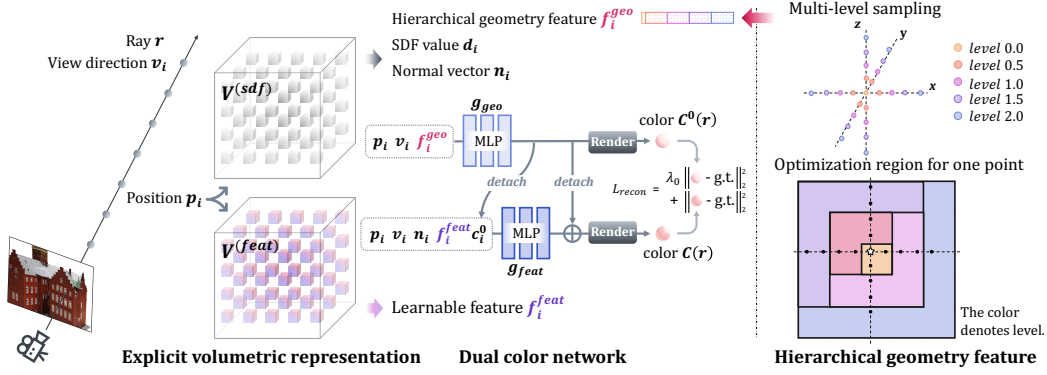 Ray r
View direction v_i
Position p_i
V^(sdf)
V^(feat)
Hierarchical geometry feature f_i^geo
SDF value d_i
Normal vector n_i
g_geo
p_i v_i f_i^geo
MLP
Render
color C^0(r)
detach
detach
L_recon = λ_0 ‖ - g.t.‖_2^2
+ ‖ - g.t.‖_2^2
p_i v_i n_i f_i^feat c_i^0
MLP
g_feat
Render
color C(r)
Learnable feature f_i^feat
Explicit volumetric representation
Dual color network
Multi-level sampling
z
y
x
level 0.0
level 0.5
level 1.0
level 1.5
level 2.0
Optimization region for one point
The color
denotes level.
Hierarchical geometry feature